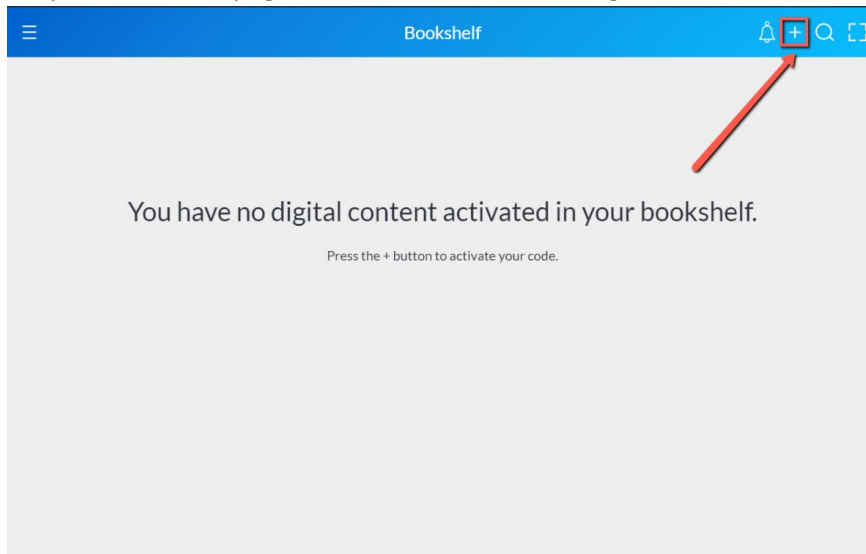 Bookshelf
You have no digital content activated in your bookshelf.
Press the + button to activate your code.